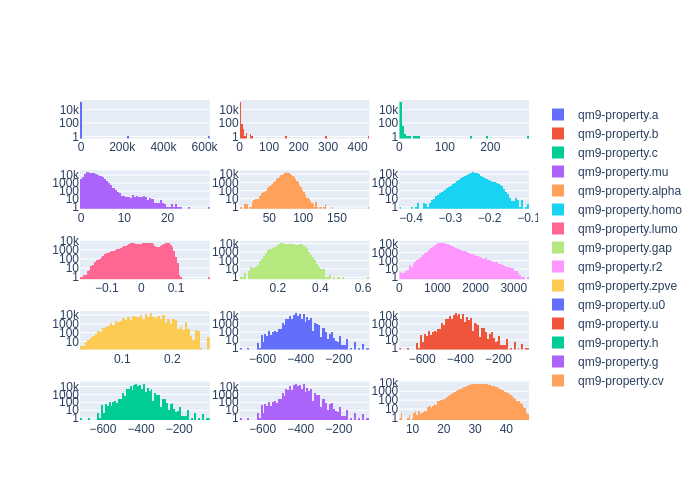 10k
100
1
0 200k 400k 600k
10k
100
1
0 100 200 300 400
10k
100
1
0 100 200
10k
1000
100
10
1
0 10 20
10k
1000
100
10
1
50 100 150
10k
1000
100
10
1
−0.4 −0.3 −0.2 −0.1
10k
1000
100
10
1
−0.1 0 0.1
10k
1000
100
10
1
0.2 0.4 0.6
10k
1000
100
10
1
0 1000 2000 3000
10k
1000
100
10
0.1 0.2
10k
1000
100
10
1
−600 −400 −200
10k
1000
100
10
1
−600 −400 −200
10k
1000
100
10
1
−600 −400 −200
10k
1000
100
10
1
−600 −400 −200
10k
1000
100
10
1
10 20 30 40
qm9-property.a
qm9-property.b
qm9-property.c
qm9-property.mu
qm9-property.alpha
qm9-property.homo
qm9-property.lumo
qm9-property.gap
qm9-property.r2
qm9-property.zpve
qm9-property.u0
qm9-property.u
qm9-property.h
qm9-property.g
qm9-property.cv